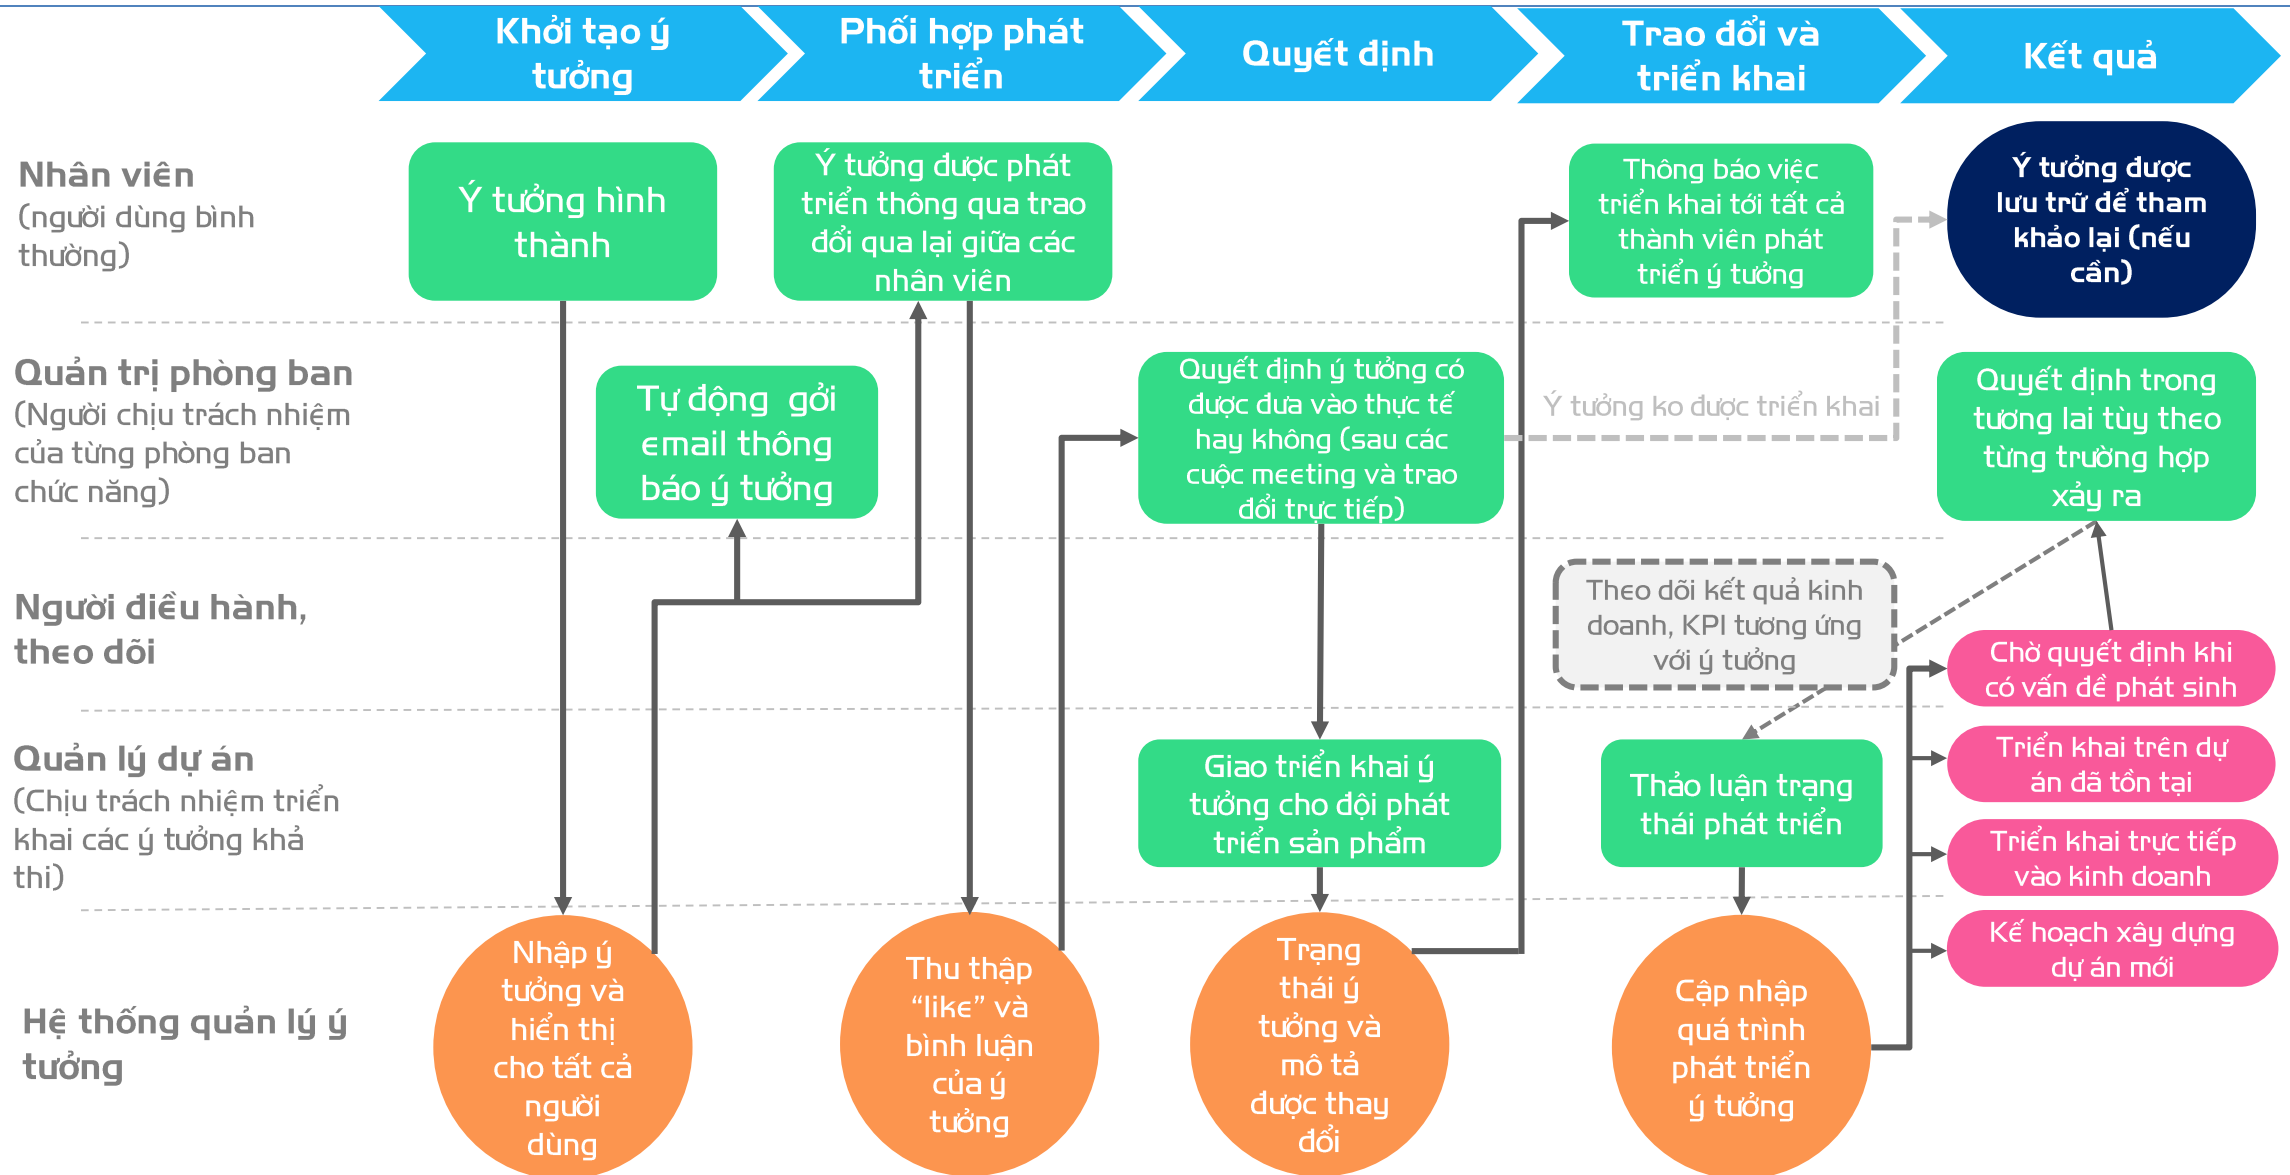 Khởi tạo ý
tưởng
Phối hợp phát
triển
Quyết định
Trao đổi và
triển khai
Kết quả
Nhân viên
(người dùng bình
thường)
Ý tưởng hình
thành
Ý tưởng được phát
triển thông qua trao
đổi qua lại giữa các
nhân viên
Thông báo việc
triển khai tới tất cả
thành viên phát
triển ý tưởng
Ý tưởng được
lưu trữ để tham
khảo lại (nếu
cần)
Quản trị phòng ban
(Người chịu trách nhiệm
của từng phòng ban
chức năng)
Tự động gởi
email thông
báo ý tưởng
Quyết định ý tưởng có
được đưa vào thực tế
hay không (sau các
cuộc meeting và trao
đổi trực tiếp)
Ý tưởng ko được triển khai
Quyết định trong
tương lai tùy theo
từng trường hợp
xảy ra
Người điều hành,
theo dõi
Theo dõi kết quả kinh
doanh, KPI tương ứng
với ý tưởng
Chờ quyết định khi
có vấn đề phát sinh
Quản lý dự án
(Chịu trách nhiệm triển
khai các ý tưởng khả
thi)
Giao triển khai ý
tưởng cho đội phát
triển sản phẩm
Thảo luận trạng
thái phát triển
Triển khai trên dự
án đã tồn tại
Triển khai trực tiếp
vào kinh doanh
Kế hoạch xây dựng
dự án mới
Hệ thống quản lý ý
tưởng
Nhập ý
tưởng và
hiển thị
cho tất cả
người
dùng
Thu thập
“like” và
bình luận
của ý
tưởng
Trạng
thái ý
tưởng và
mô tả
được thay
đổi
Cập nhập
quá trình
phát triển
ý tưởng